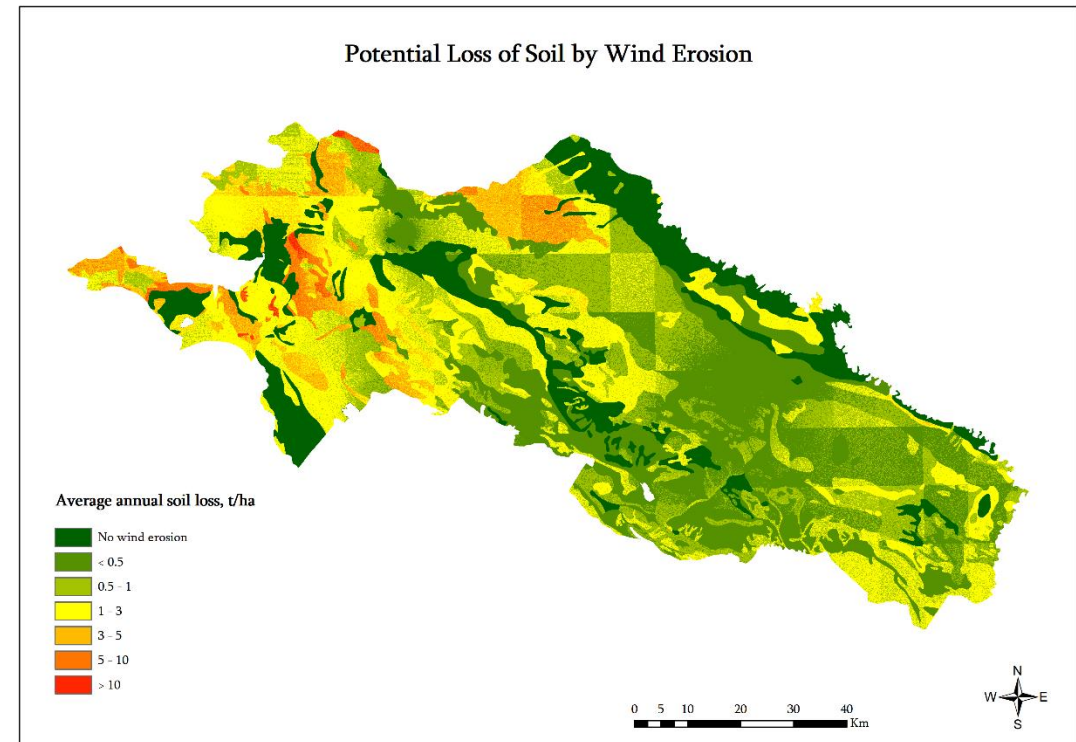 Potential Loss of Soil by Wind Erosion
Average annual soil loss, t/ha
No wind erosion
< 0.5
0.5 - 1
1 - 3
3 - 5
5 - 10
> 10
N
W E
S
0 5 10 20 30 40
Km